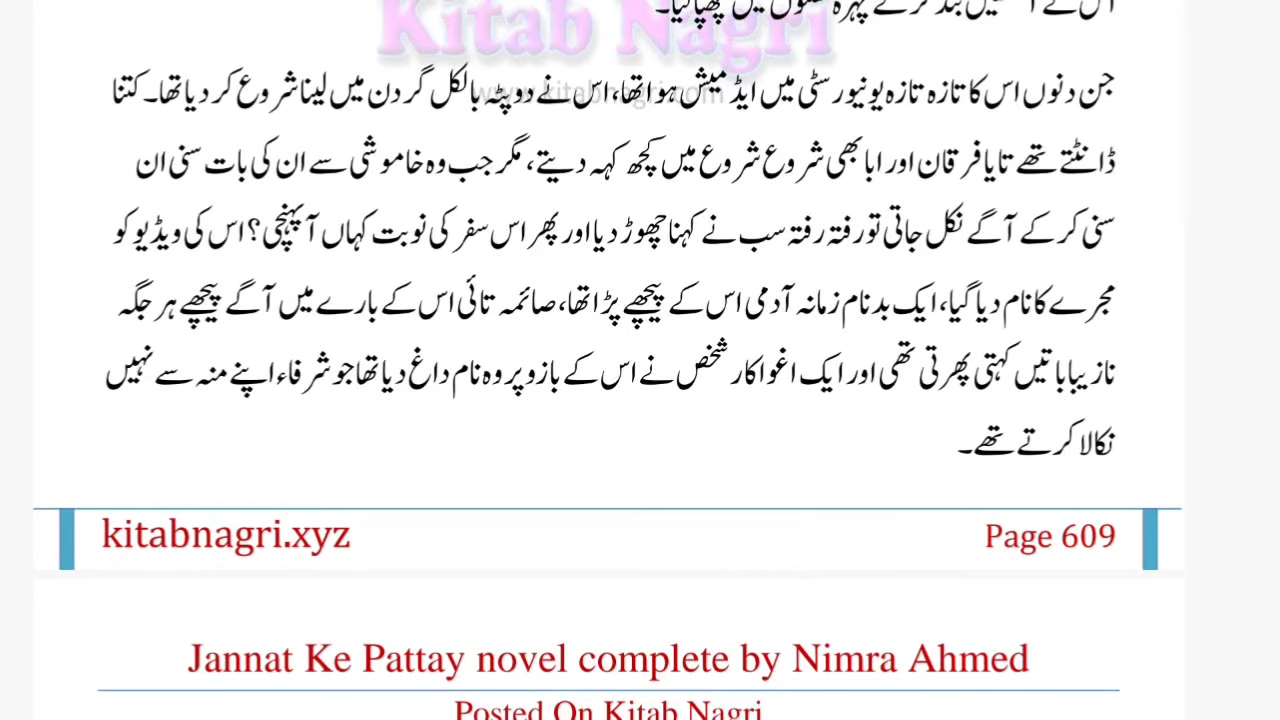 Kitab Nagri
www.kitabnagri.com
جن دنوں اس کا تازہ تازہ یونیورسٹی میں ایڈمیشن ہوا تھا، اس نے دوپٹہ بالکل گردن میں لینا شروع کر دیا تھا۔ کتنا
ڈانٹتے تھے تایا فرقان اور ابا بھی شروع شروع میں کچھ کہہ دیتے، مگر جب وہ خاموشی سے ان کی بات سنی ان
سنی کر کے آگے نکل جاتی تو رفتہ رفتہ سب نے کہنا چھوڑ دیا اور پھر اس سفر کی نوبت کہاں آ پہنچی؟ اس کی ویڈیو کو
مجرے کا نام دیا گیا، ایک بدنام زمانہ آدمی اس کے پیچھے پڑا تھا، صائمہ تائی اس کے بارے میں آگے پیچھے ہر جگہ
نازیبا باتیں کہتی پھرتی تھی اور ایک اغوا کار شخص نے اس کے بازو پر وہ نام داغ دیا تھا جو شرفاء اپنے منہ سے نہیں
نکالا کرتے تھے۔
kitabnagri.xyz Page 609
Jannat Ke Pattay novel complete by Nimra Ahmed
Posted On Kitab Nagri